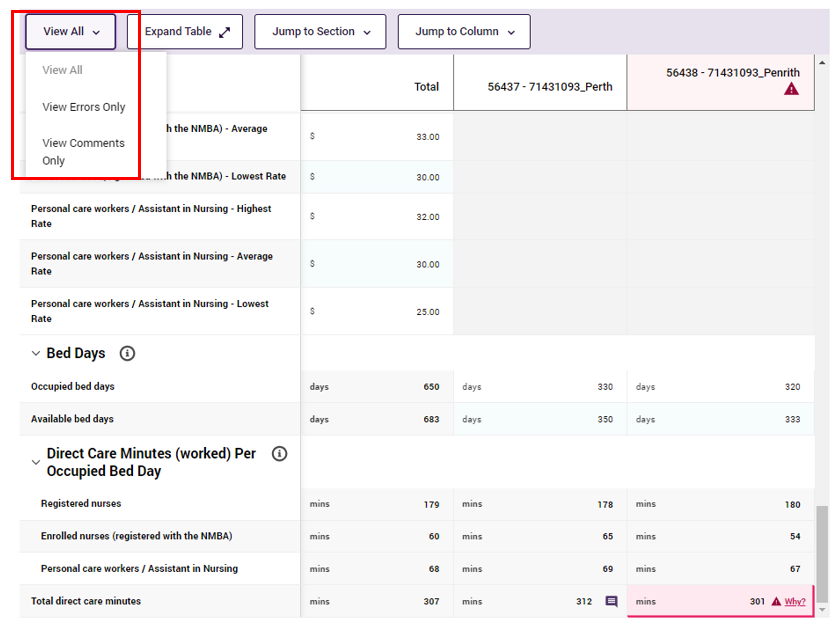 View All
Expand Table
Jump to Section
Jump to Column
View All
View Errors Only
View Comments
Only
Total
56437 - 71431093_Perth
56438 - 71431093_Penrith
h the NMBA) - Average
$ 33.00
h the NMBA) - Lowest Rate
$ 30.00
Personal care workers / Assistant in Nursing - Highest
Rate
$ 32.00
Personal care workers / Assistant in Nursing - Average
Rate
$ 30.00
Personal care workers / Assistant in Nursing - Lowest
Rate
$ 25.00
Bed Days
Occupied bed days days 650 days 330 days 320
Available bed days days 683 days 350 days 333
Direct Care Minutes (worked) Per
Occupied Bed Day
Registered nurses mins 179 mins 178 mins 180
Enrolled nurses (registered with the NMBA) mins 60 mins 65 mins 54
Personal care workers / Assistant in Nursing mins 68 mins 69 mins 67
Total direct care minutes mins 307 mins 312 mins 301 Why?